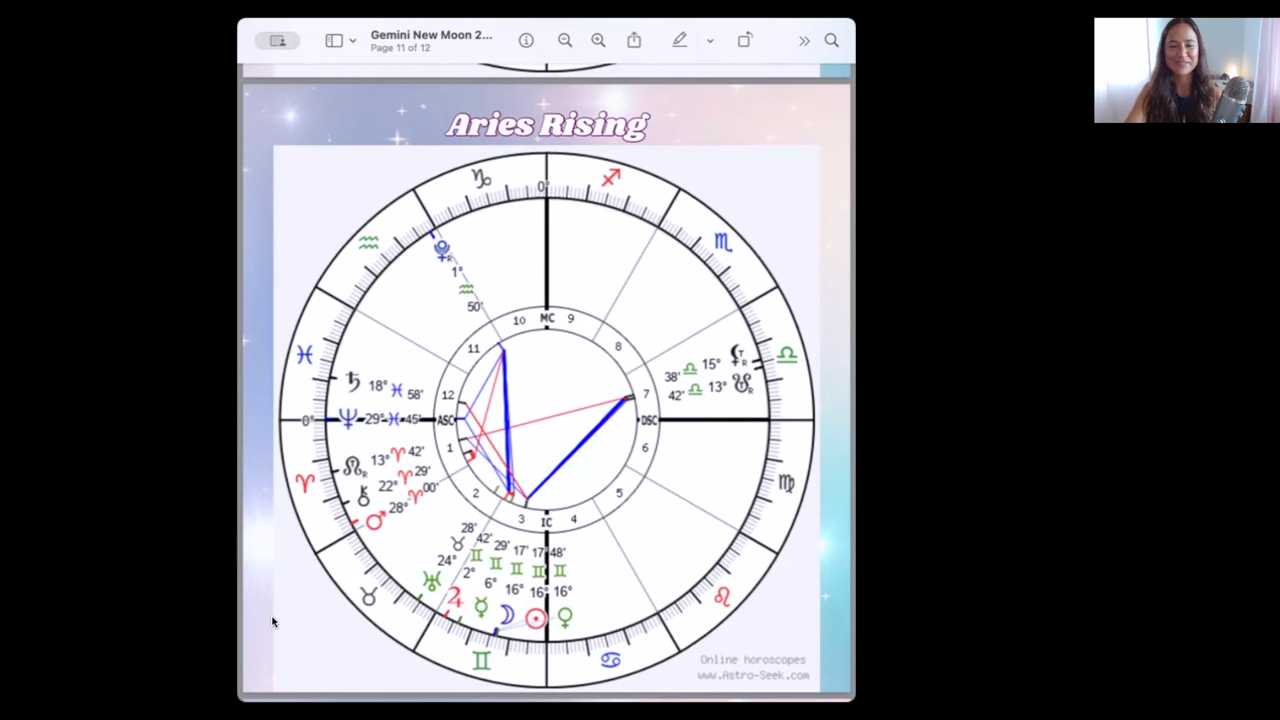 Gemini New Moon 2...
Page 11 of 12
Aries Rising
0°
1°
50'
10 MC 9
11
8
12
7
ASC
DSC
1
6
2
5
3 IC 4
38' 15°
42' 13°
R
R
R
R
18° 58'
0° 29° 45'
13° 42'
22° 29'
28° 00'
28' 42' 29' 17' 17' 48'
24° 2° 6° 16° 16° 16°
Online horoscopes
www.Astro-Seek.com